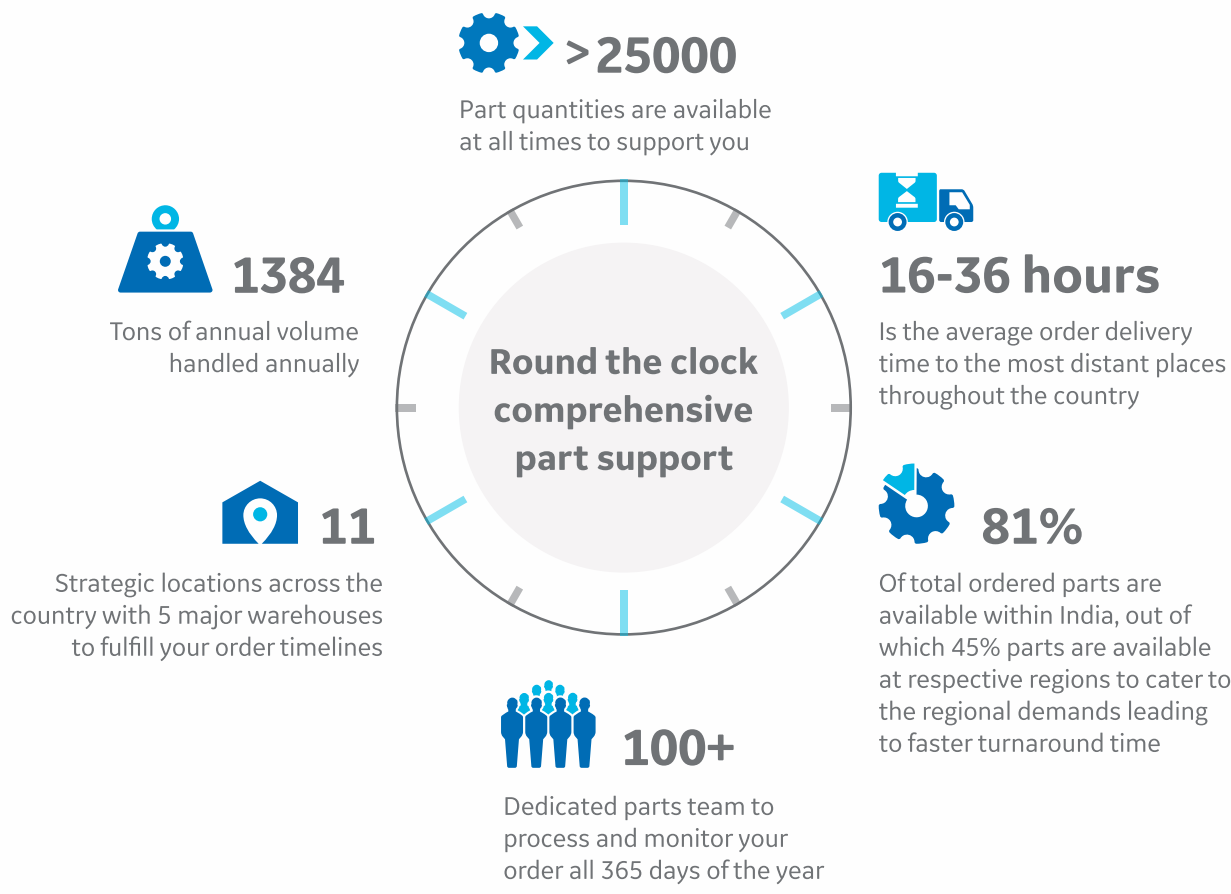 >25000
Part quantities are available
at all times to support you
16-36 hours
Is the average order delivery
time to the most distant places
throughout the country
81%
Of total ordered parts are
available within India, out of
which 45% parts are available
at respective regions to cater to
the regional demands leading
to faster turnaround time
100+
Dedicated parts team to
process and monitor your
order all 365 days of the year
11
Strategic locations across the
country with 5 major warehouses
to fulfill your order timelines
1384
Tons of annual volume
handled annually
Round the clock
comprehensive
part support